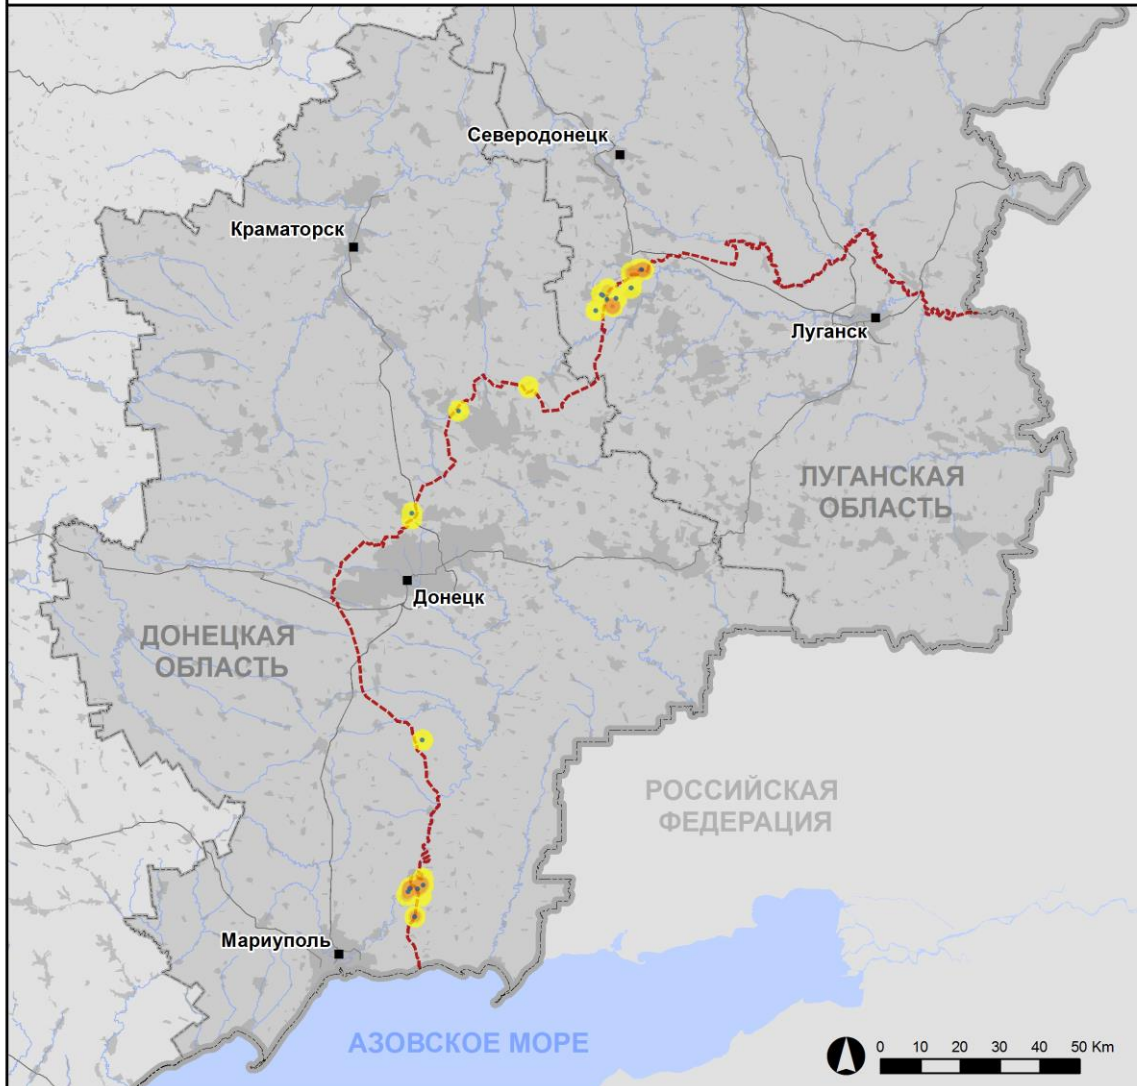 Северодонецк
Краматорск
Луганск
ЛУГАНСКАЯ
ОБЛАСТЬ
Донецк
ДОНЕЦКАЯ
ОБЛАСТЬ
РОССИЙСКАЯ
ФЕДЕРАЦИЯ
Мариуполь
АЗОВСКОЕ МОРЕ
0 10 20 30 40 50 Km